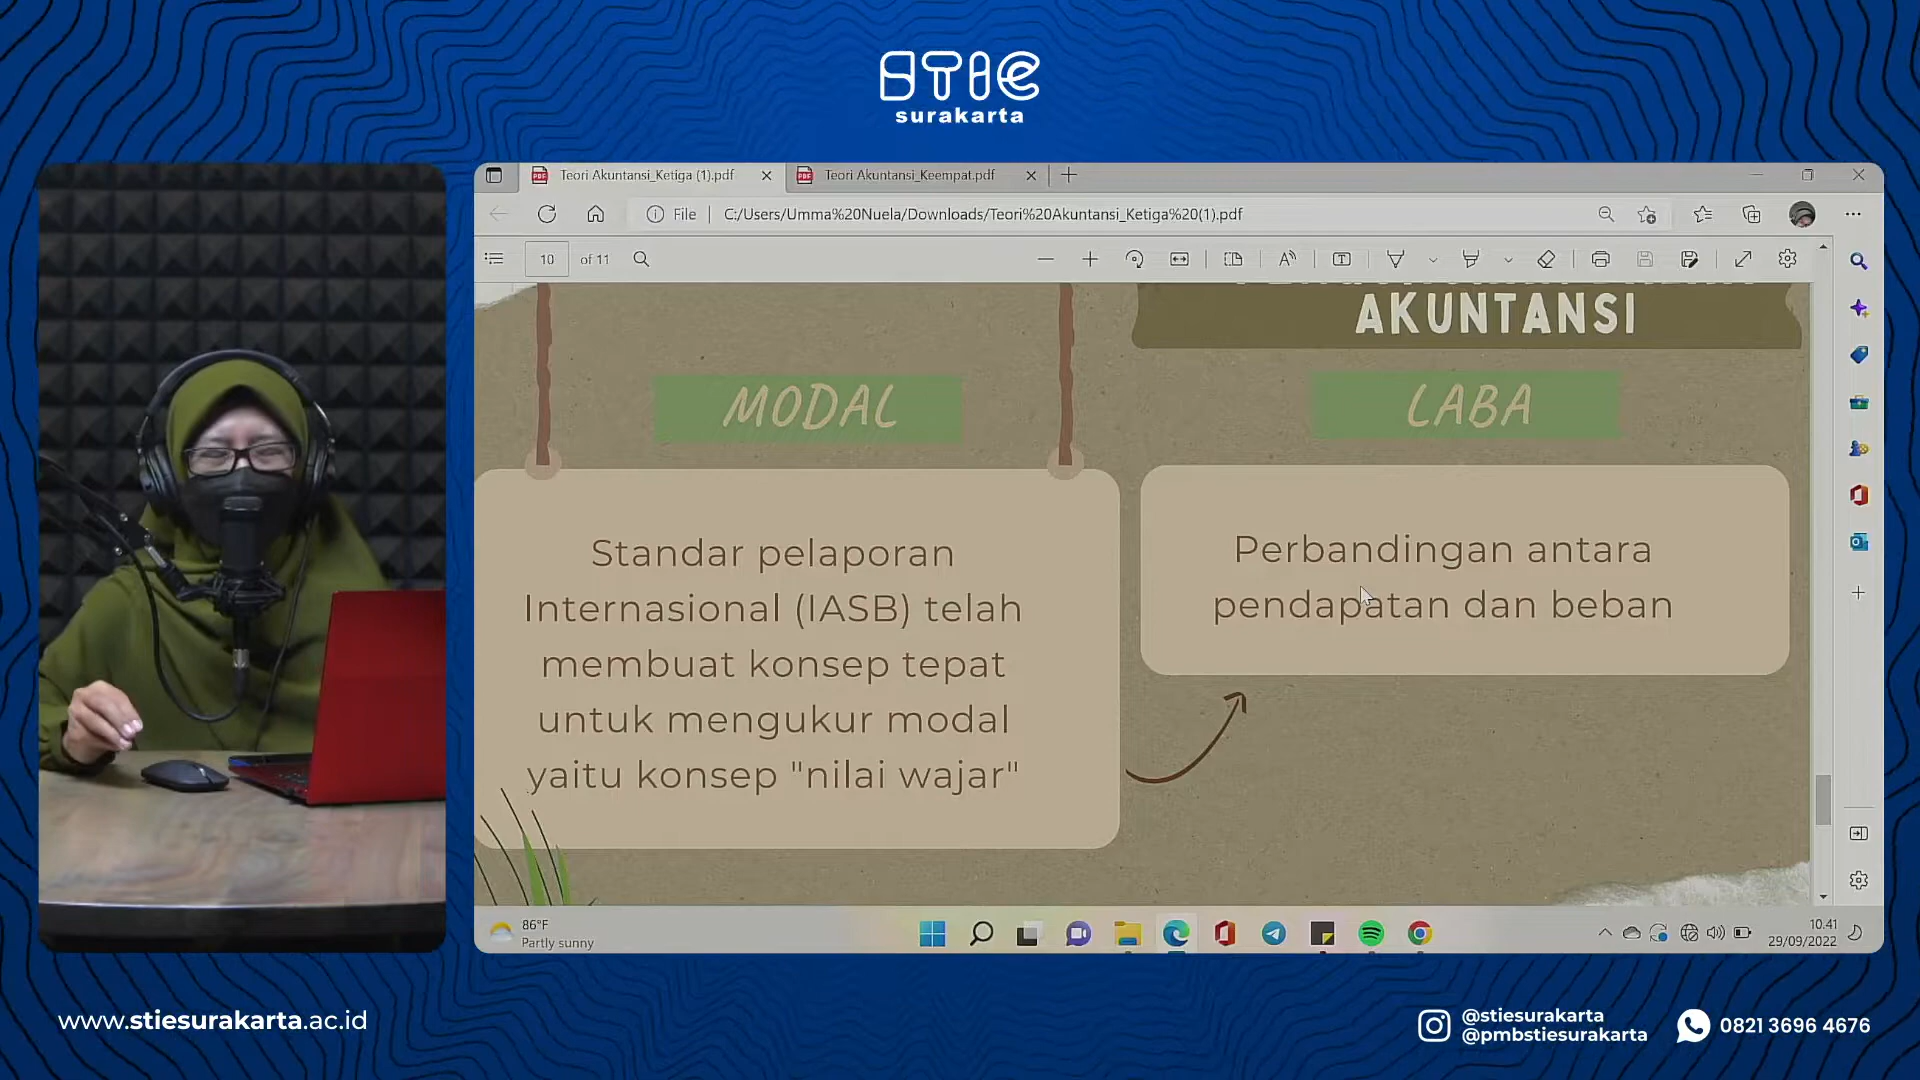 STIE
surakarta
Teori Akuntansi_Ketiga (1).pdf
Teori Akuntansi_Keempat.pdf
File
C:/Users/Umma%20Nuela/Downloads/Teori%20Akuntansi_Ketiga%20(1).pdf
10
of 11
AKUNTANSI
MODAL
LABA
Standar pelaporan
Internasional (IASB) telah
membuat konsep tepat
untuk mengukur modal
yaitu konsep "nilai wajar"
Perbandingan antara
pendapatan dan beban
86°F
Partly sunny
10.41
29/09/2022
www.stiesurakarta.ac.id
@stiesurakarta
@pmbstiesurakarta
0821 3696 4676